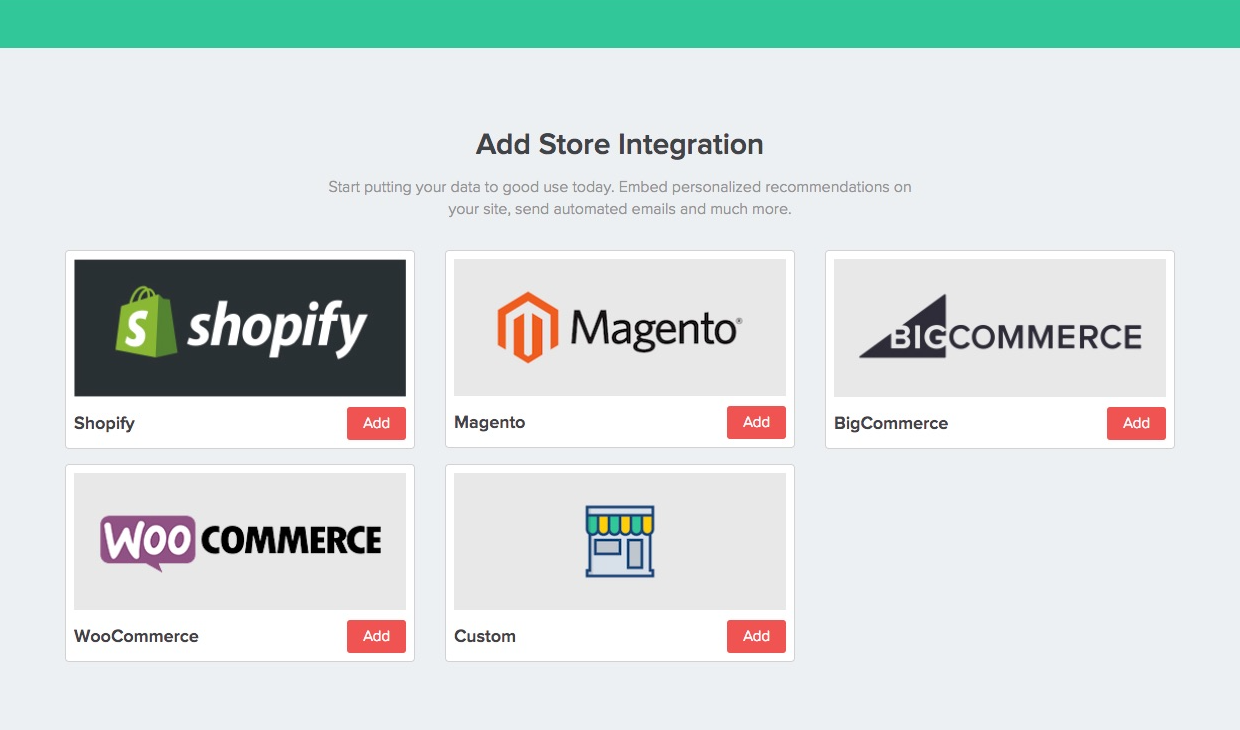 Add Store Integration
Start putting your data to good use today. Embed personalized recommendations on
your site, send automated emails and much more.
S shopify
Magento®
BIGCOMMERCE
Shopify
Add
Magento
Add
BigCommerce
Add
WOO COMMERCE
WooCommerce
Add
Custom
Add